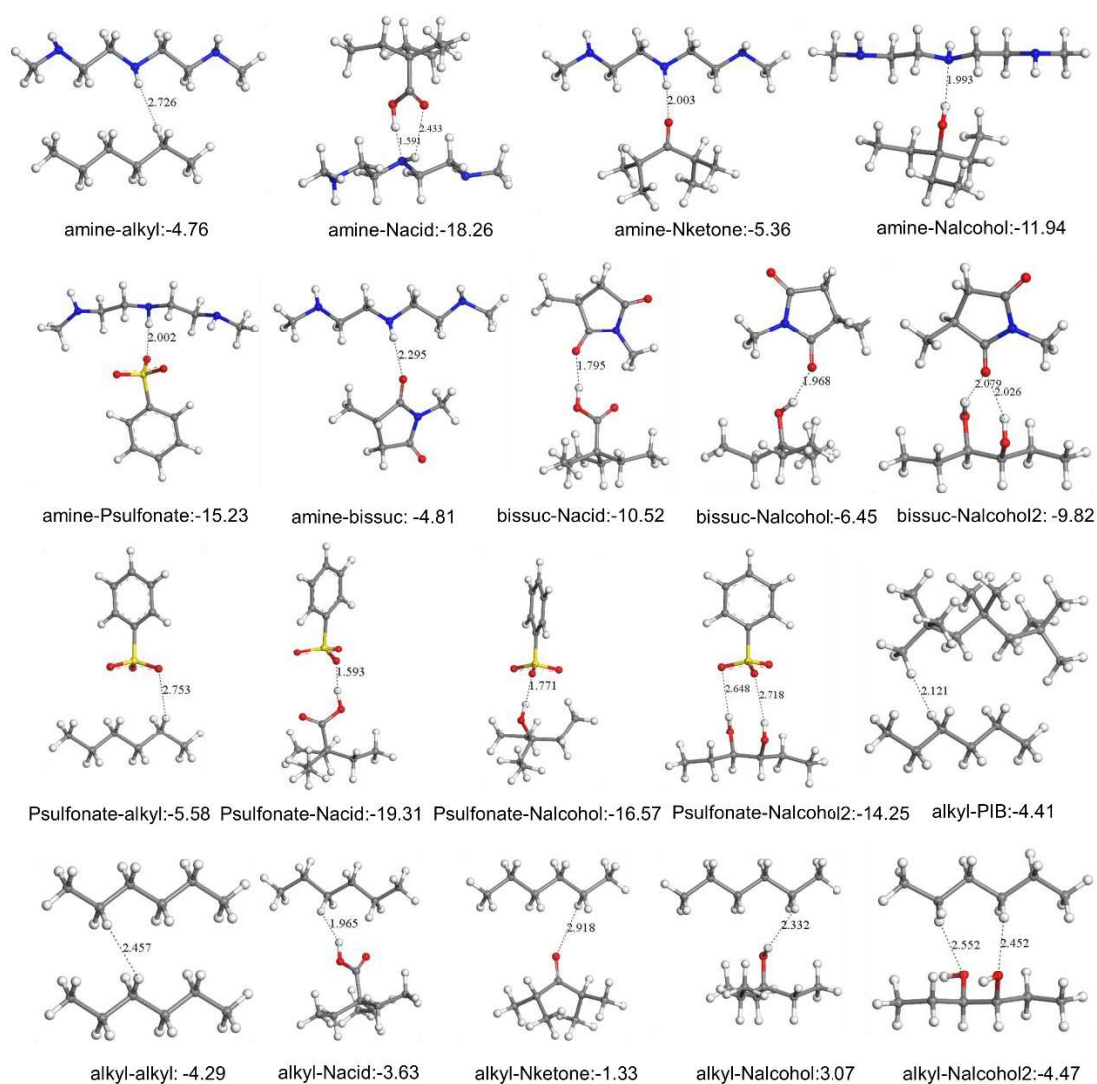 2.726
1.591
2.433
2.003
1.993
amine-alkyl:-4.76
amine-Nacid:-18.26
amine-Nketone:-5.36
amine-Nalcohol:-11.94
2.002
2.295
1.795
1.968
2.079
2.026
amine-Psulfonate:-15.23
amine-bissuc: -4.81
bissuc-Nacid:-10.52
bissuc-Nalcohol:-6.45
bissuc-Nalcohol2: -9.82
2.753
1.593
1.771
2.648
2.718
2.121
Psulfonate-alkyl:-5.58
Psulfonate-Nacid:-19.31
Psulfonate-Nalcohol:-16.57
Psulfonate-Nalcohol2:-14.25
alkyl-PIB:-4.41
2.457
1.965
2.918
2.332
2.552
2.452
alkyl-alkyl: -4.29
alkyl-Nacid:-3.63
alkyl-Nketone:-1.33
alkyl-Nalcohol:3.07
alkyl-Nalcohol2:-4.47